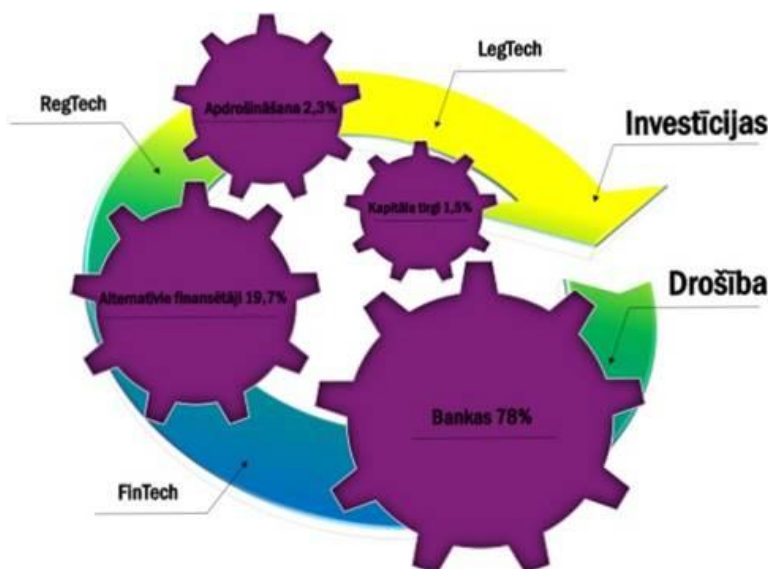 LegTech
RegTech
Apdrošināšana 2,3%
Investīcijas
Kapitāla tirgi 1,5%
Alternatīvie finansētāji 19,7%
Drošība
Bankas 78%
FinTech